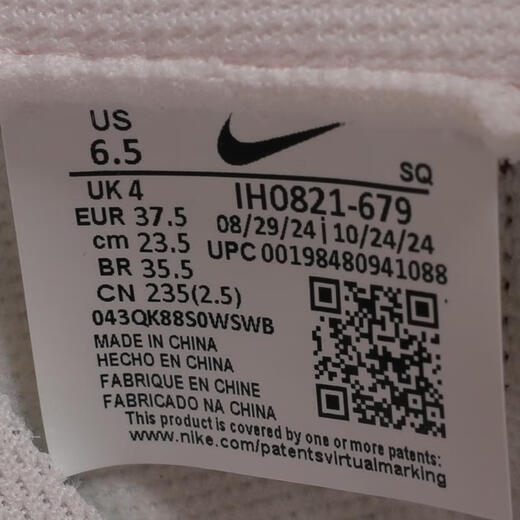 US
6.5
SQ
UK 4
IH0821-679
EUR 37.5
08/29/24| 10/24/24
cm 23.5
UPC 00198480941088
BR 35.5
CN 235(2.5)
043QK88S0WSWB
MADE IN CHINA
HECHO EN CHINA
FABRIQUE EN CHINE
FABRICADO NA CHINA
This product is covered by one or more patents:
www.nike.com/patentsvirtualmarking